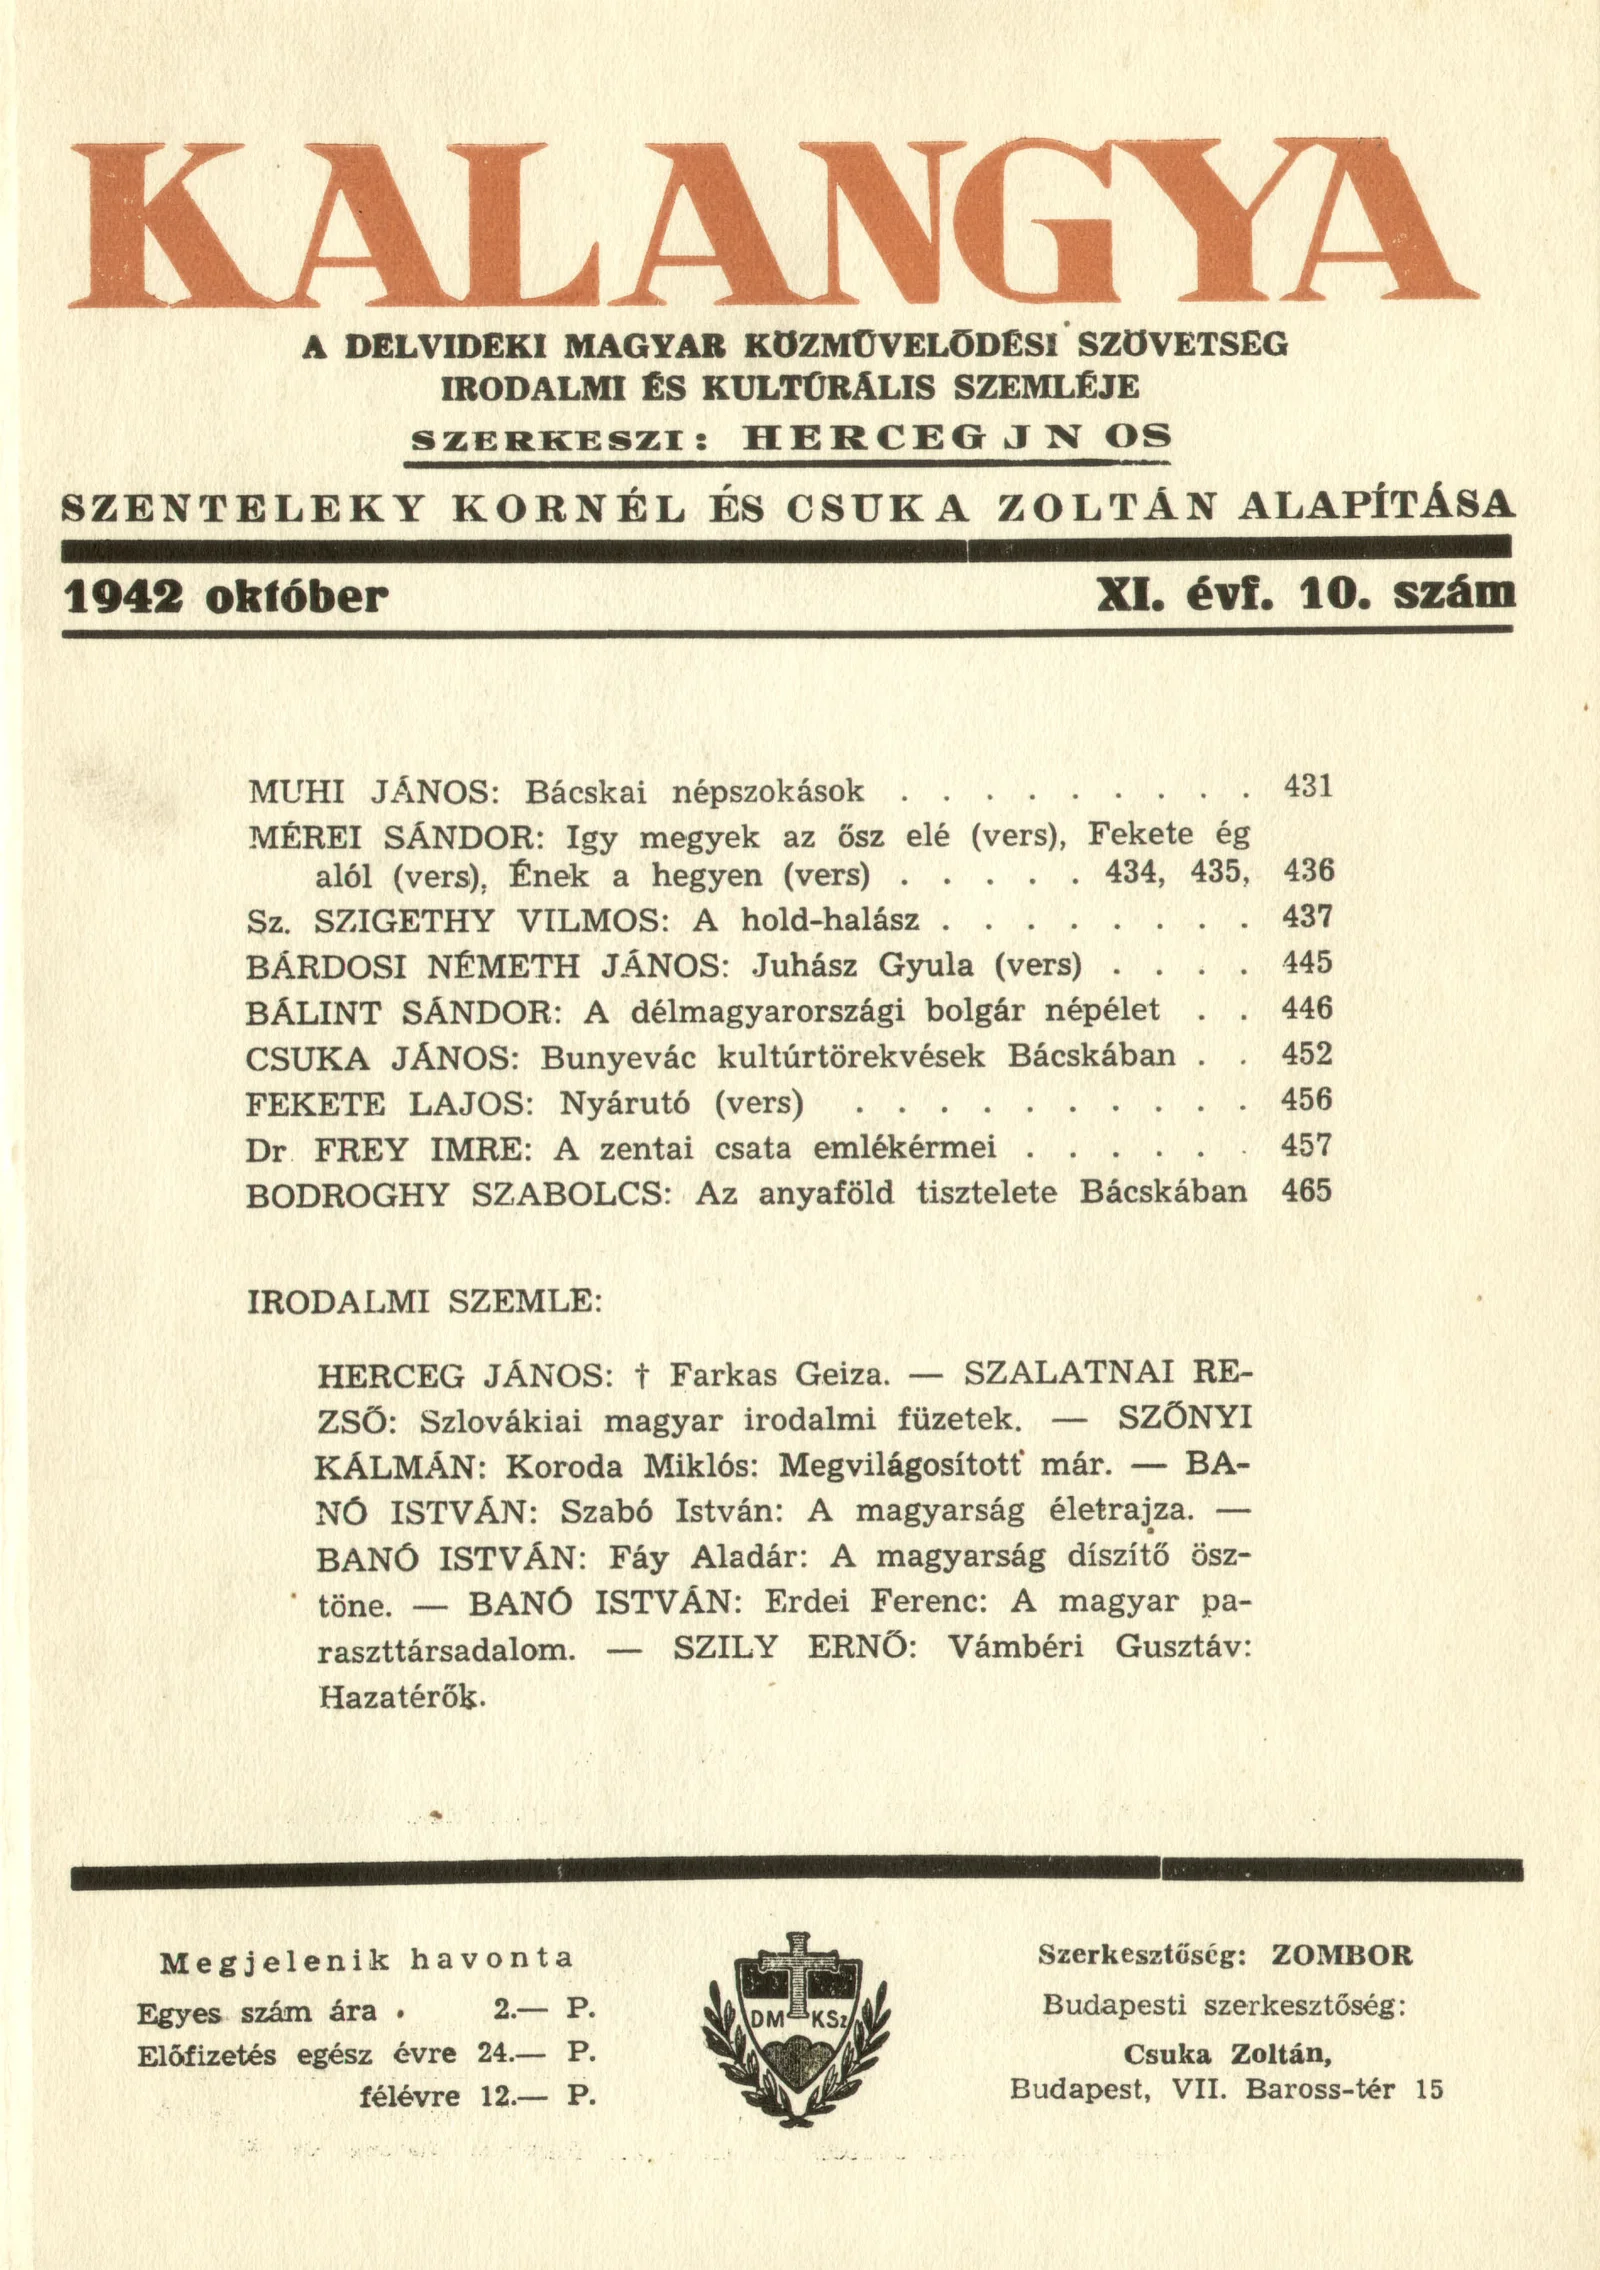 KALANGYA
A DELVIDEKI MAGYAR KÖZMŰVELŐDÉSI SZÖVETSEG
IRODALMI ÉS KULTÚRÁLIS SZEMLÉJE
SZERKESZI: HERCEG J N OS
SZENTELEKY KORNÉL ÉS CSUKA ZOLTÁN ALAPÍTÁSA
1942 október XI. évf. 10. szám
MUHI JÁNOS: Bácskai népszokások . . . . . . . . . 431
MÉREI SÁNDOR: Igy megyek az ősz elé (vers), Fekete ég
alól (vers), Ének a hegyen (vers) . . . . . 434, 435, 436
Sz. SZIGETHY VILMOS: A hold-halász . . . . . . . . 437
BÁRDOSI NÉMETH JÁNOS: Juhász Gyula (vers) . . . . 445
BÁLINT SÁNDOR: A délmagyarországi bolgár népélet . . 446
CSUKA JÁNOS: Bunyevác kultúrtörekvések Bácskában . . 452
FEKETE LAJOS: Nyárutó (vers) . . . . . . . . . . 456
Dr FREY IMRE: A zentai csata emlékérmei . . . . . . 457
BODROGHY SZABOLCS: Az anyaföld tisztelete Bácskában 465
IRODALMI SZEMLE:
HERCEG JÁNOS: † Farkas Geiza. — SZALATNAI RE-
ZSŐ: Szlovákiai magyar irodalmi füzetek. — SZŐNYI
KÁLMÁN: Koroda Miklós: Megvilágosított már. — BA-
NÓ ISTVÁN: Szabó István: A magyarság életrajza. —
BANÓ ISTVÁN: Fáy Aladár: A magyarság díszítő ösz-
töne. — BANÓ ISTVÁN: Erdei Ferenc: A magyar pa-
raszttársadalom. — SZILY ERNŐ: Vámbéri Gusztáv:
Hazatérők.
Megjelenik havonta
Egyes szám ára . 2.— P.
Előfizetés egész évre 24.— P.
félévre 12.— P.
DM KSz
Szerkesztőség: ZOMBOR
Budapesti szerkesztőség:
Csuka Zoltán,
Budapest, VII. Baross-tér 15